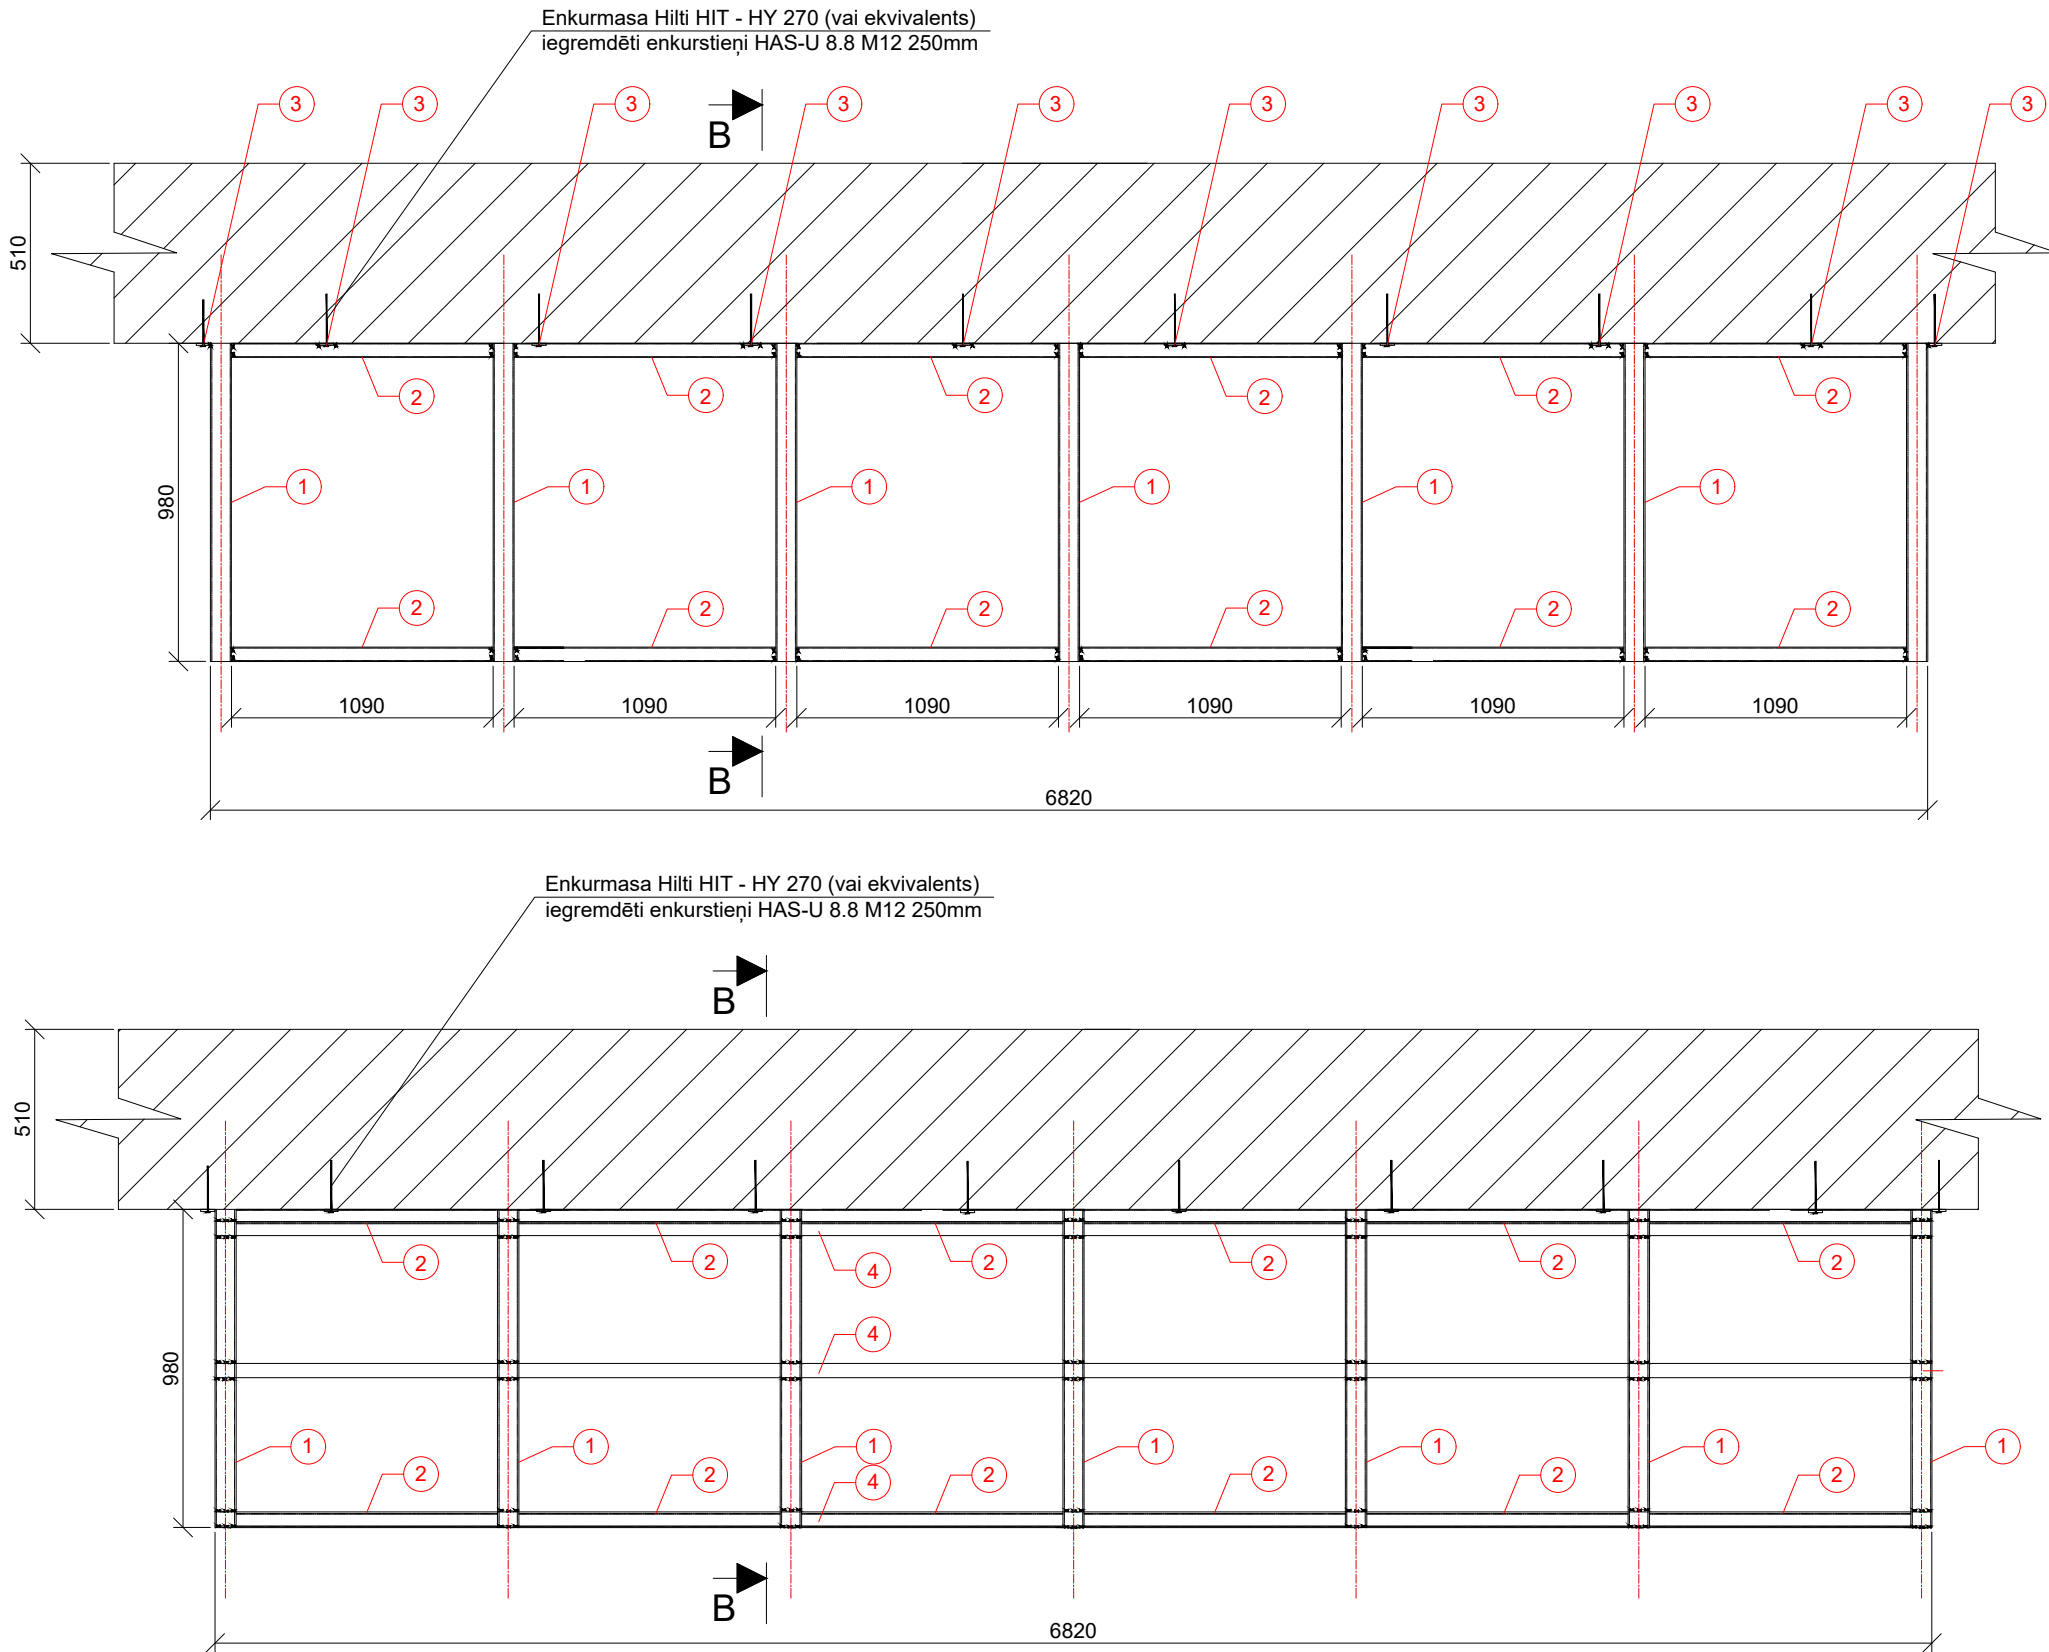 Enkurmasa Hilti HIT - HY 270 (vai ekvivalents)
iegremdēti enkurstieņi HAS-U 8.8 M12 250mm
3 3 3 3 3 3 3 3 3
B
510
2 2 2 2 2 2
980
1 1 1 1 1 1
2 2 2 2 2 2
1090 1090 1090 1090 1090 1090
B
6820
Enkurmasa Hilti HIT - HY 270 (vai ekvivalents)
iegremdēti enkurstieņi HAS-U 8.8 M12 250mm
B
510
2 2 2 2 2 2
4
4
980
1 1 1 1 1 1 1
2 2 4 2 2 2 2
B
6820